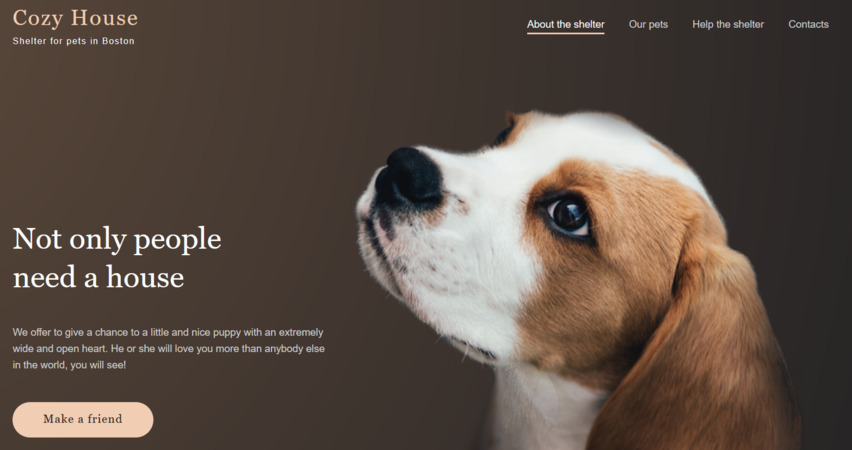 Cozy House
Shelter for pets in Boston
About the shelter
Our pets
Help the shelter
Contacts
Not only people
need a house
We offer to give a chance to a little and nice puppy with an extremely
wide and open heart. He or she will love you more than anybody else
in the world, you will see!
Make a friend